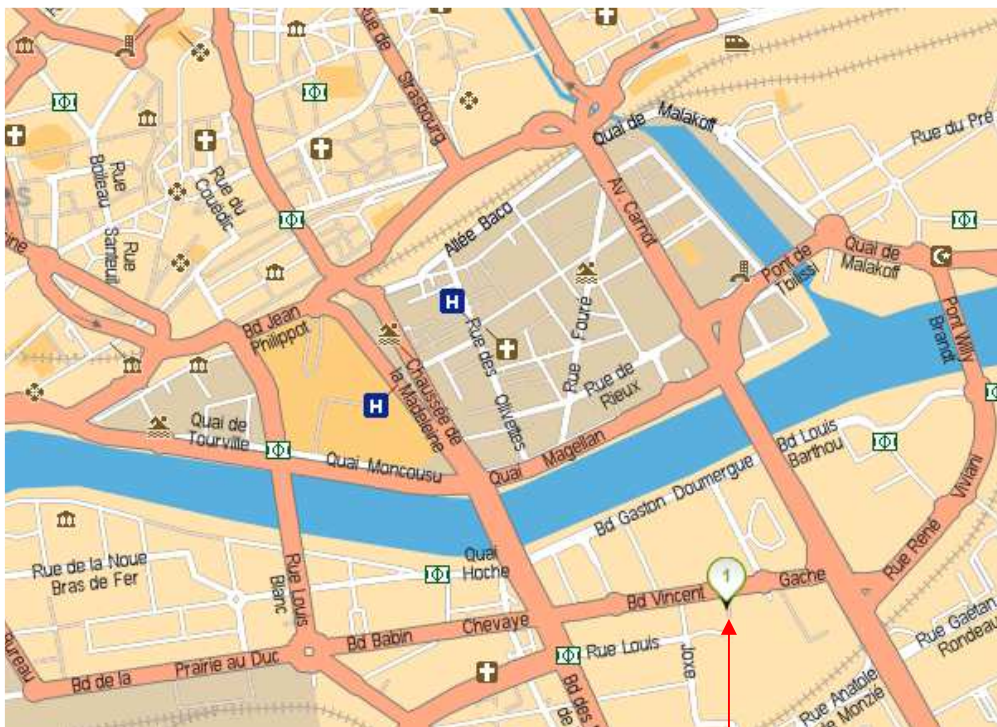 Rue de
Strasbourg
Quai de Malakoff
Rue du Pré
Rue
Boileau
Rue du
Couëdic
Rue
Santeuil
Allée Baco
Av. Carnot
Quai de
Malakoff
Pont de
Tbilissi
Bd Jean
Philippot
H
Rue des
Olivettes
Rue
Fouré
Pont Willy
Brandt
Rue de
Rieux
H
Chaussée de
la Madeleine
Quai de
Tourville
Quai Moncousu
Quai Magellan
Bd Louis
Barthou
Bd Gaston Doumergue
Rue René
Viviani
Rue de la Noue
Bras de Fer
Quai
Hoche
Rue Louis
Blanc
1
Bd Vincent Gache
Bd Babin Chevaye
Rue Louis
Joxe
Rue Gaëtan
Rondeau
Bd de la Prairie au Duc
Bd des
de
Rue Anatole
de Monzie